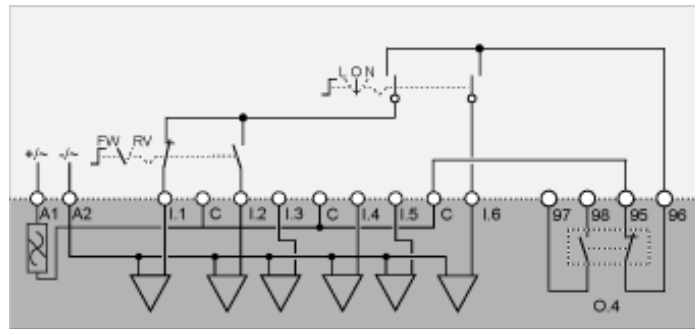 L O N
FW RV
+/~ -/~
A1 A2 I.1 C I.2 I.3 C I.4 I.5 C I.6 97 98 95 96
O.4